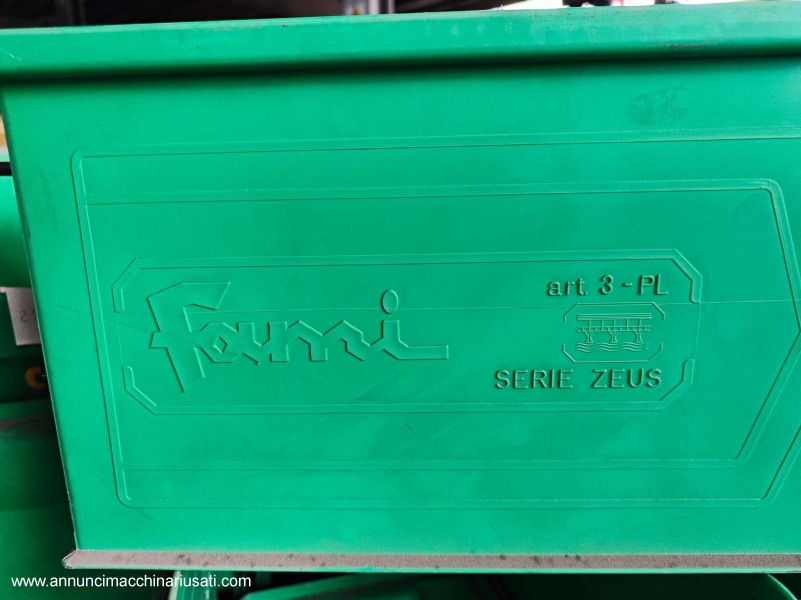 art. 3-PL
Fami
SERIE ZEUS
www.annuncimacchinariusati.com